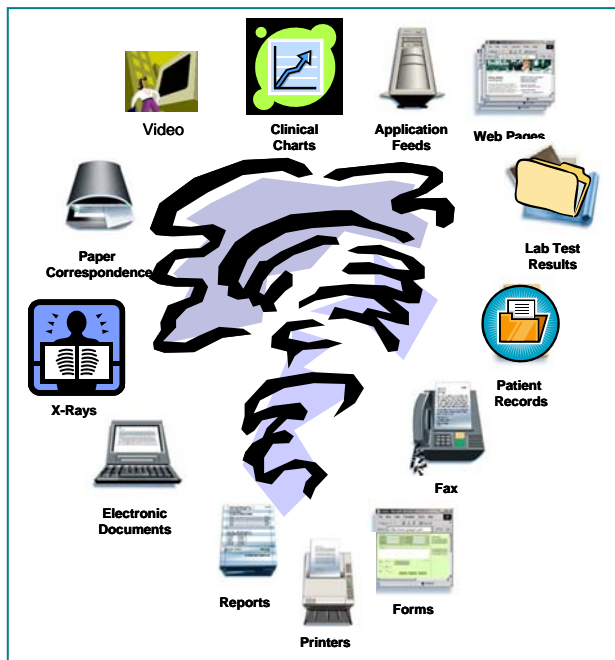 Video
Clinical
Charts
Application
Feeds
Web Pages
Lab Test
Results
Paper
Correspondence
Patient
Records
X-Rays
Fax
Electronic
Documents
Reports
Forms
Printers